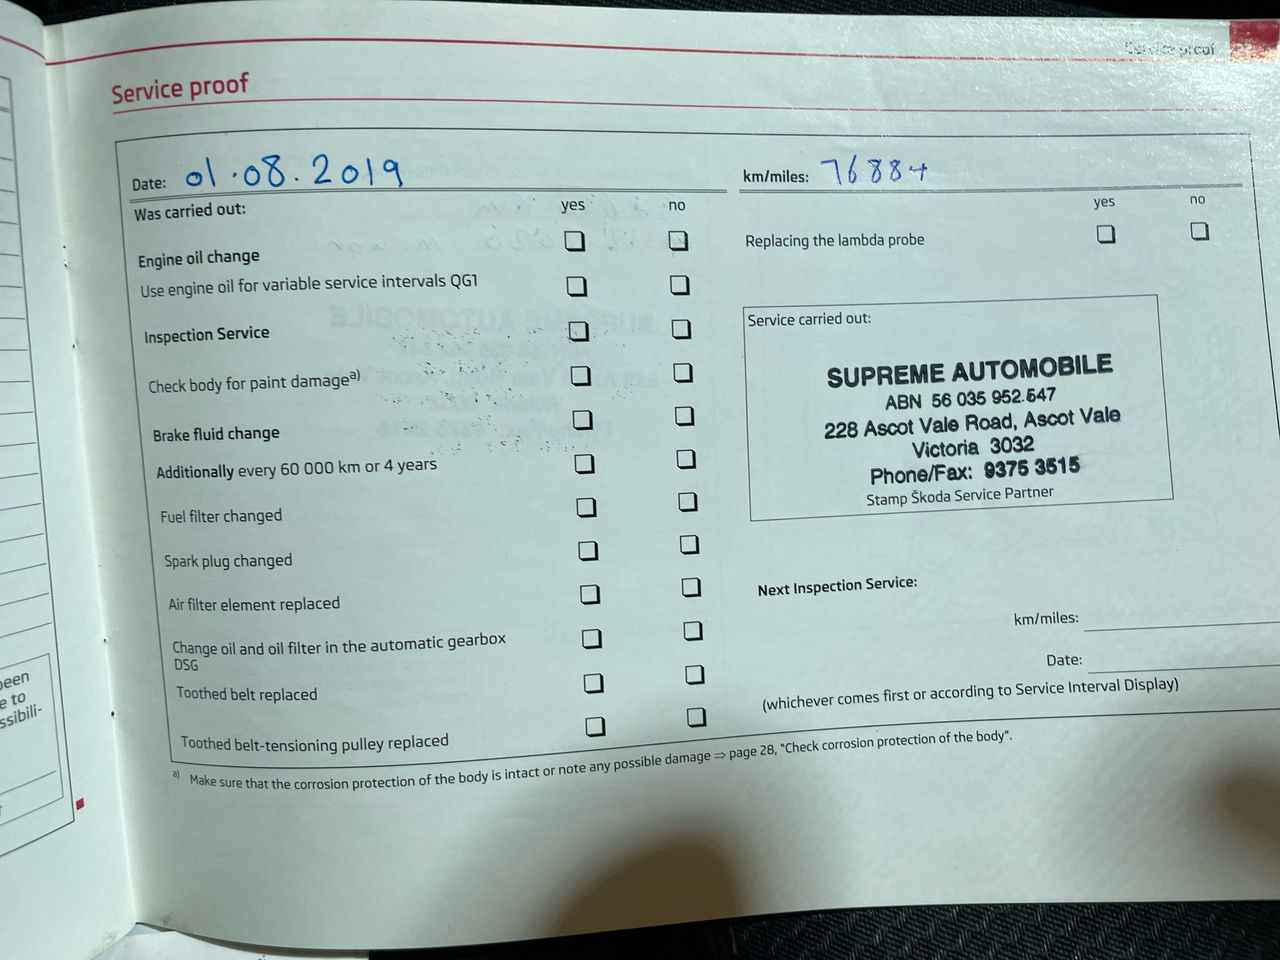 Service proof
Service proof
Date: 01.08.2019
km/miles: 76884
Was carried out:
yes
no
yes
no
Engine oil change
Replacing the lambda probe
Use engine oil for variable service intervals QG1
Inspection Service
Check body for paint damage a)
Brake fluid change
Additionally every 60 000 km or 4 years
Fuel filter changed
Spark plug changed
Air filter element replaced
Change oil and oil filter in the automatic gearbox
DSG
Toothed belt replaced
Toothed belt-tensioning pulley replaced
Service carried out:
SUPREME AUTOMOBILE
ABN 56 035 952.647
228 Ascot Vale Road, Ascot Vale
Victoria 3032
Phone/Fax: 9375 3515
Stamp Škoda Service Partner
Next Inspection Service:
km/miles:
Date:
(whichever comes first or according to Service Interval Display)
a) Make sure that the corrosion protection of the body is intact or note any possible damage ⇒ page 28, "Check corrosion protection of the body".